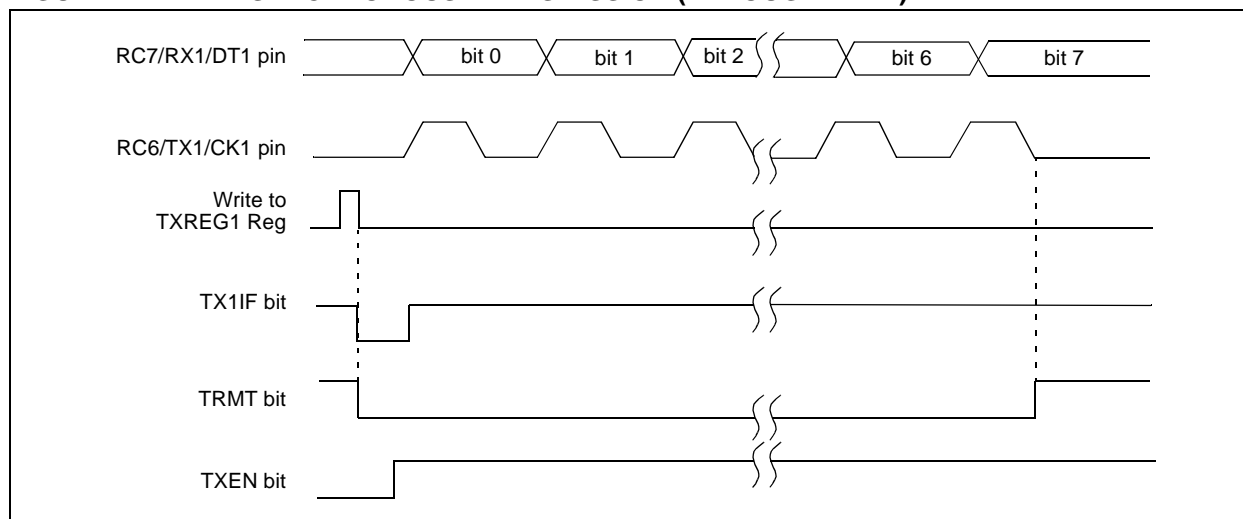 RC7/RX1/DT1 pin
bit 0
bit 1
bit 2
bit 6
bit 7
RC6/TX1/CK1 pin
Write to
TXREG1 Reg
TX1IF bit
TRMT bit
TXEN bit